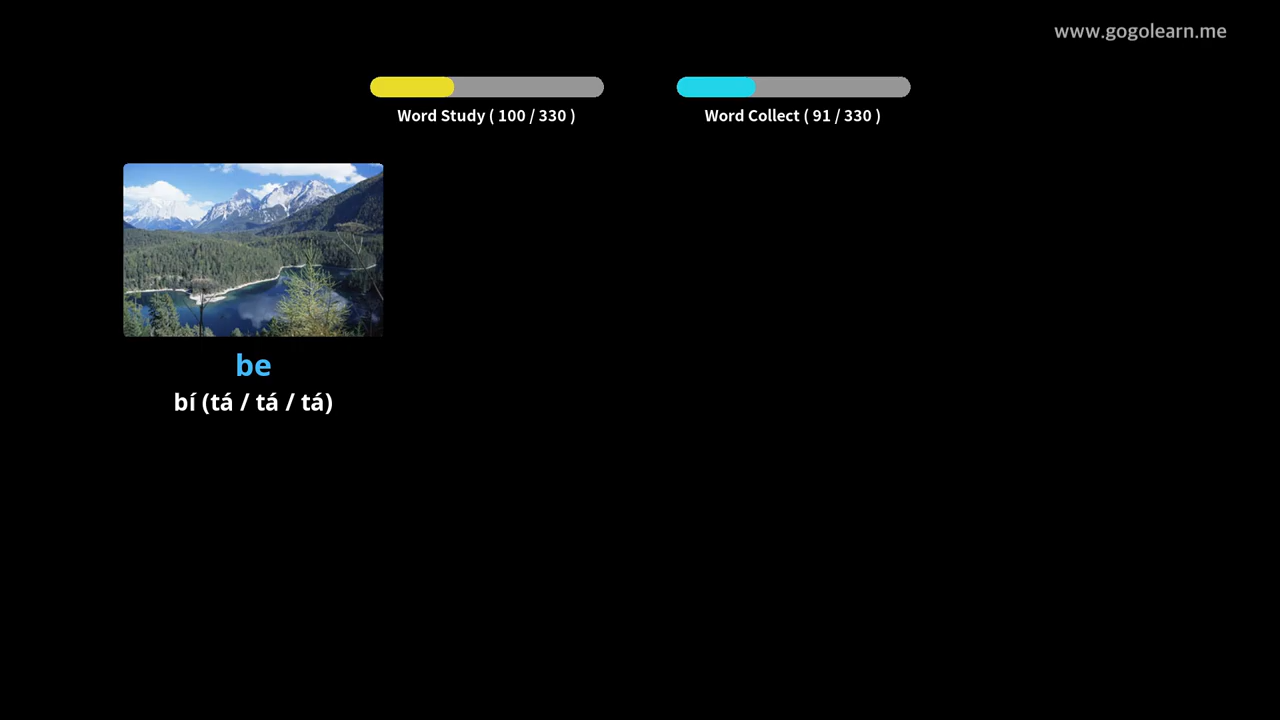 www.gogolearn.me
Word Study ( 100 / 330 )
Word Collect ( 91 / 330 )
be
bí (tá / tá / tá)